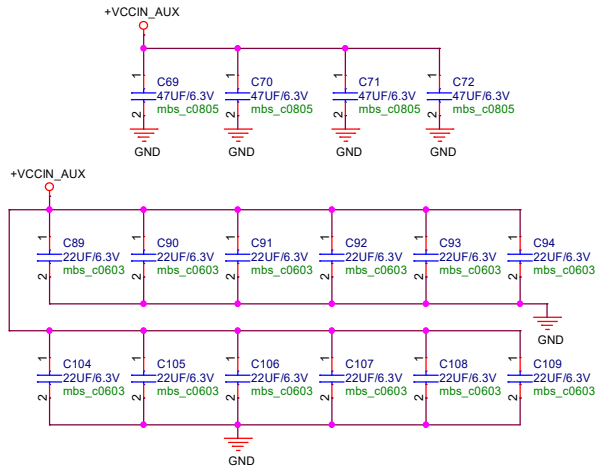 +VCCIN_AUX
1 C69 1 C70 1 C71 1 C72
47UF/6.3V 47UF/6.3V 47UF/6.3V 47UF/6.3V
2 mbs_c0805 2 mbs_c0805 2 mbs_c0805 2 mbs_c0805
GND GND GND GND
+VCCIN_AUX
1 C89 1 C90 1 C91 1 C92 1 C93 1 C94
22UF/6.3V 22UF/6.3V 22UF/6.3V 22UF/6.3V 22UF/6.3V 22UF/6.3V
2 mbs_c0603 2 mbs_c0603 2 mbs_c0603 2 mbs_c0603 2 mbs_c0603 2 mbs_c0603
GND
1 C104 1 C105 1 C106 1 C107 1 C108 1 C109
22UF/6.3V 22UF/6.3V 22UF/6.3V 22UF/6.3V 22UF/6.3V 22UF/6.3V
2 mbs_c0603 2 mbs_c0603 2 mbs_c0603 2 mbs_c0603 2 mbs_c0603 2 mbs_c0603
GND